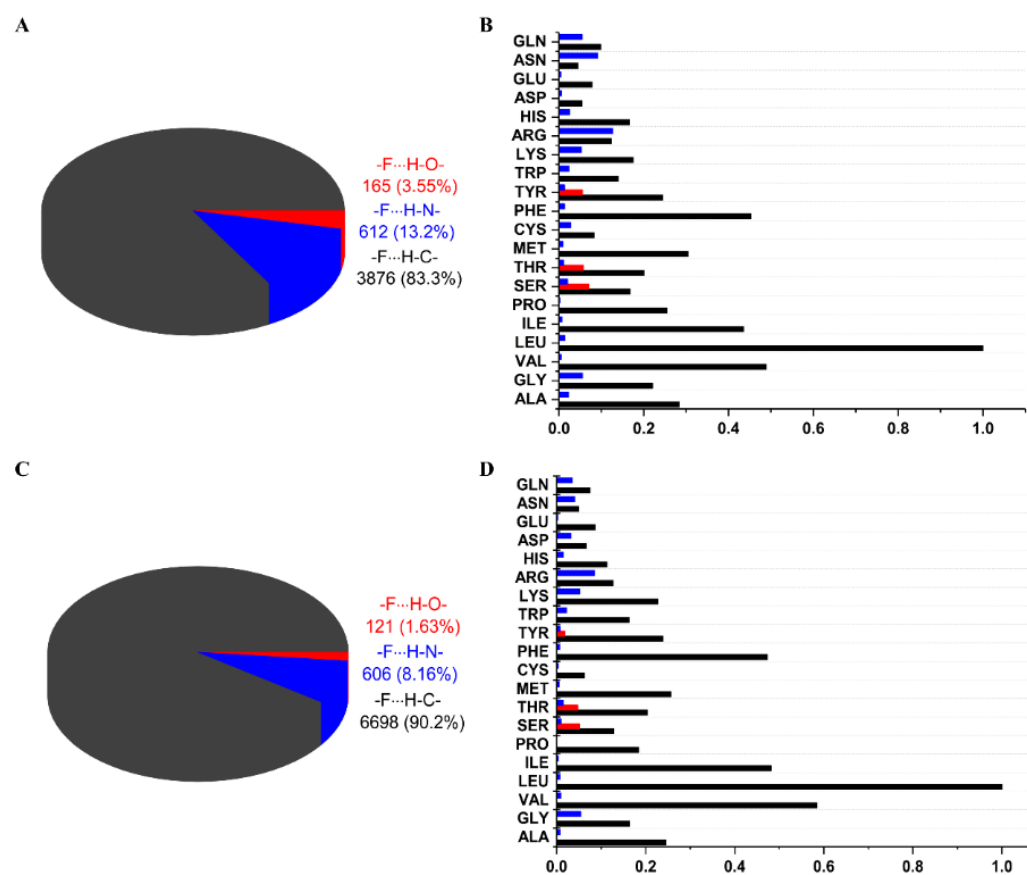 A
-F···H-O-
165 (3.55%)
-F···H-N-
612 (13.2%)
-F···H-C-
3876 (83.3%)
B
GLN
ASN
GLU
ASP
HIS
ARG
LYS
TRP
TYR
PHE
CYS
MET
THR
SER
PRO
ILE
LEU
VAL
GLY
ALA
0.0 0.2 0.4 0.6 0.8 1.0
C
-F···H-O-
121 (1.63%)
-F···H-N-
606 (8.16%)
-F···H-C-
6698 (90.2%)
D
GLN
ASN
GLU
ASP
HIS
ARG
LYS
TRP
TYR
PHE
CYS
MET
THR
SER
PRO
ILE
LEU
VAL
GLY
ALA
0.0 0.2 0.4 0.6 0.8 1.0